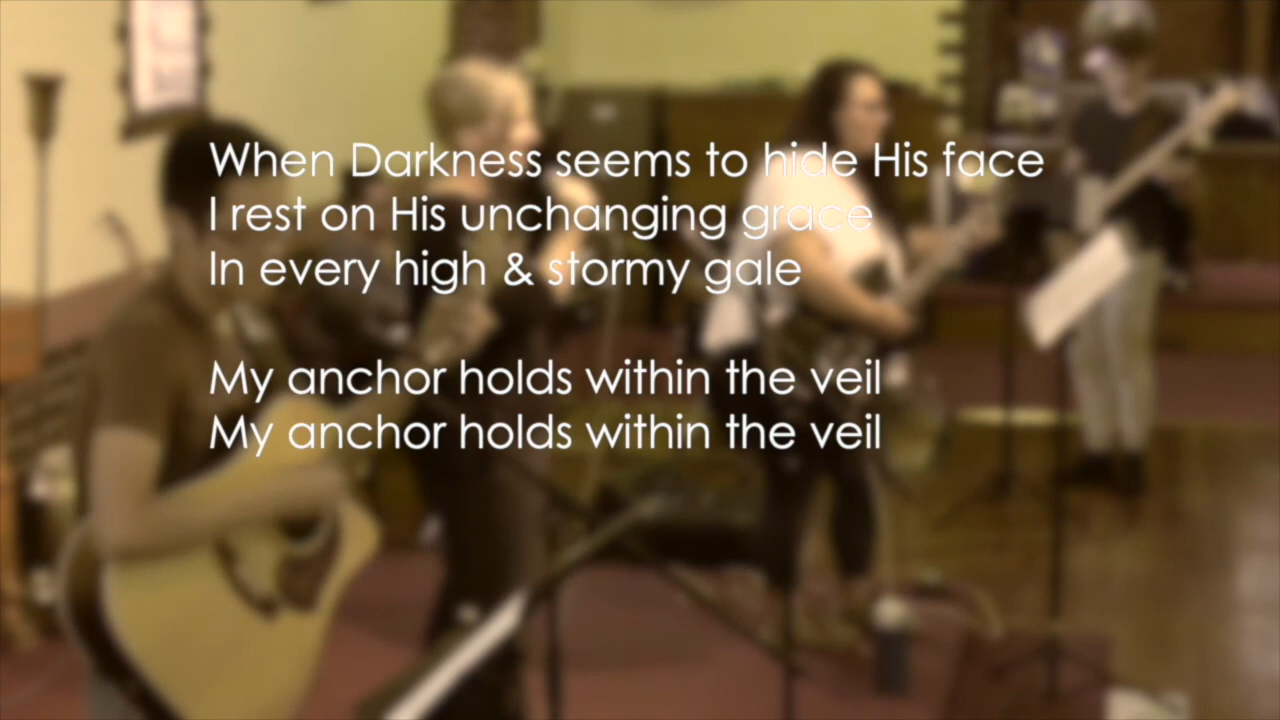 When Darkness seems to hide His face
I rest on His unchanging grace
In every high & stormy gale
My anchor holds within the veil
My anchor holds within the veil